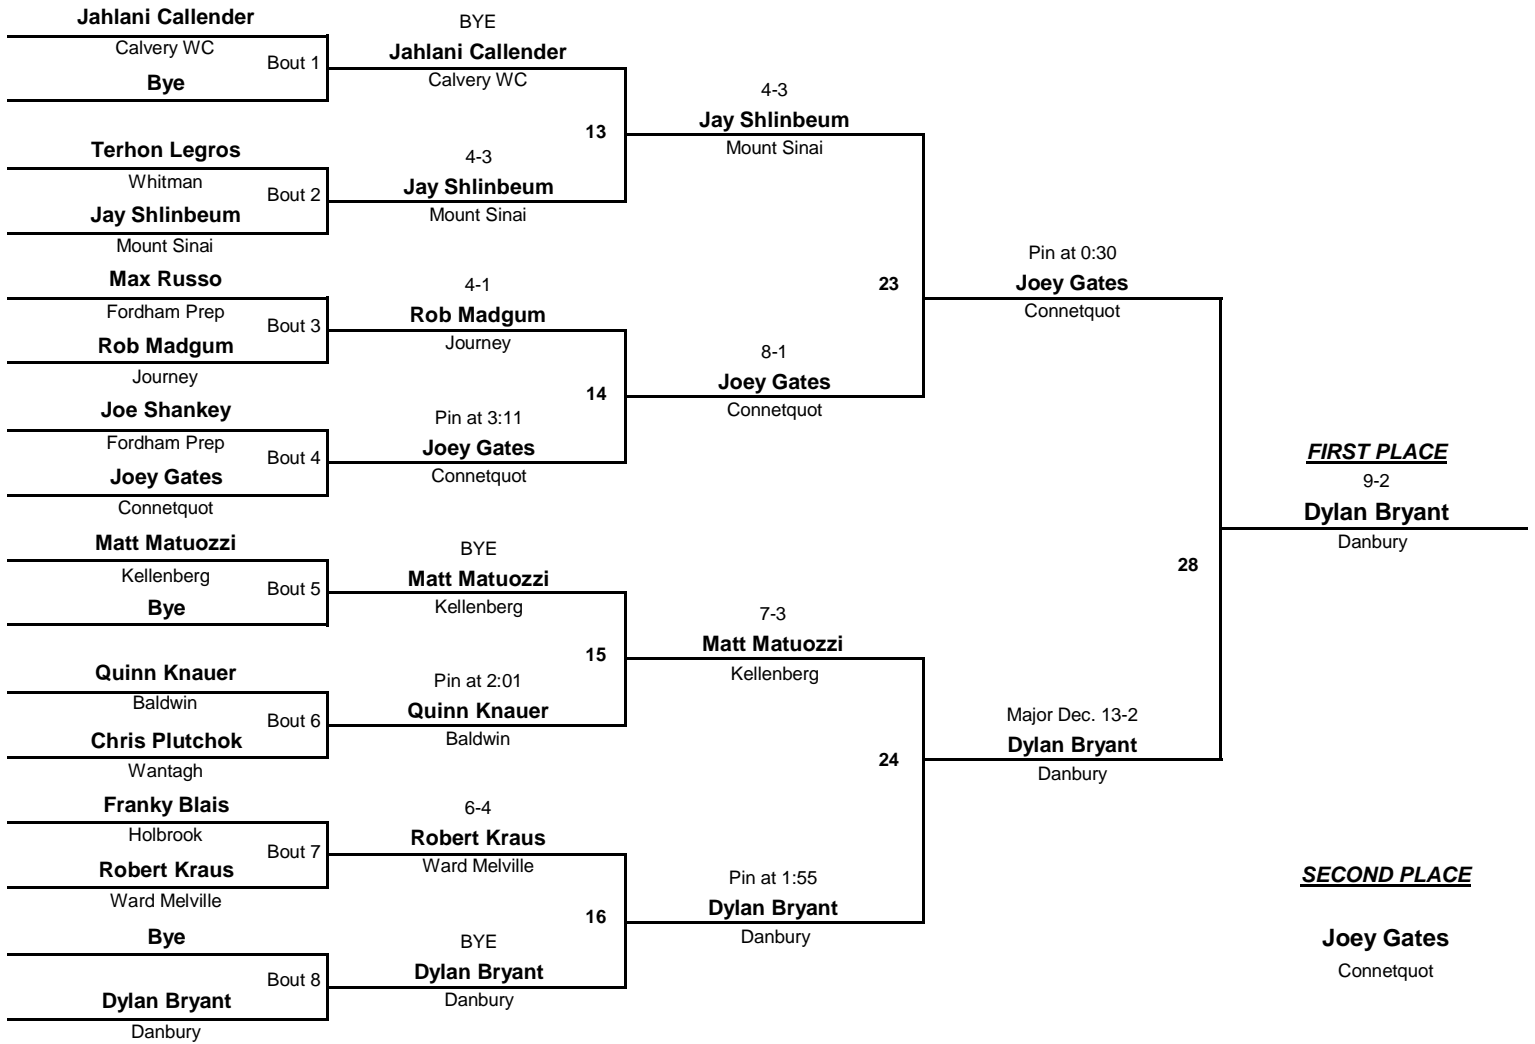 Jahlani Callender
Calvery WC
Bout 1
Bye
Terhon Legros
Whitman
Bout 2
Jay Shlinbeum
Mount Sinai
Max Russo
Fordham Prep
Bout 3
Rob Madgum
Journey
Joe Shankey
Fordham Prep
Bout 4
Joey Gates
Connetquot
Matt Matuozzi
Kellenberg
Bout 5
Bye
Quinn Knauer
Baldwin
Bout 6
Chris Plutchok
Wantagh
Franky Blais
Holbrook
Bout 7
Robert Kraus
Ward Melville
Bye
Bout 8
Dylan Bryant
Danbury
BYE
Jahlani Callender
Calvery WC
13
4-3
Jay Shlinbeum
Mount Sinai
4-1
Rob Madgum
Journey
14
Pin at 3:11
Joey Gates
Connetquot
BYE
Matt Matuozzi
Kellenberg
15
Pin at 2:01
Quinn Knauer
Baldwin
6-4
Robert Kraus
Ward Melville
16
BYE
Dylan Bryant
Danbury
4-3
Jay Shlinbeum
Mount Sinai
23
8-1
Joey Gates
Connetquot
7-3
Matt Matuozzi
Kellenberg
24
Pin at 1:55
Dylan Bryant
Danbury
Pin at 0:30
Joey Gates
Connetquot
28
Major Dec. 13-2
Dylan Bryant
Danbury
FIRST PLACE
9-2
Dylan Bryant
Danbury
SECOND PLACE
Joey Gates
Connetquot